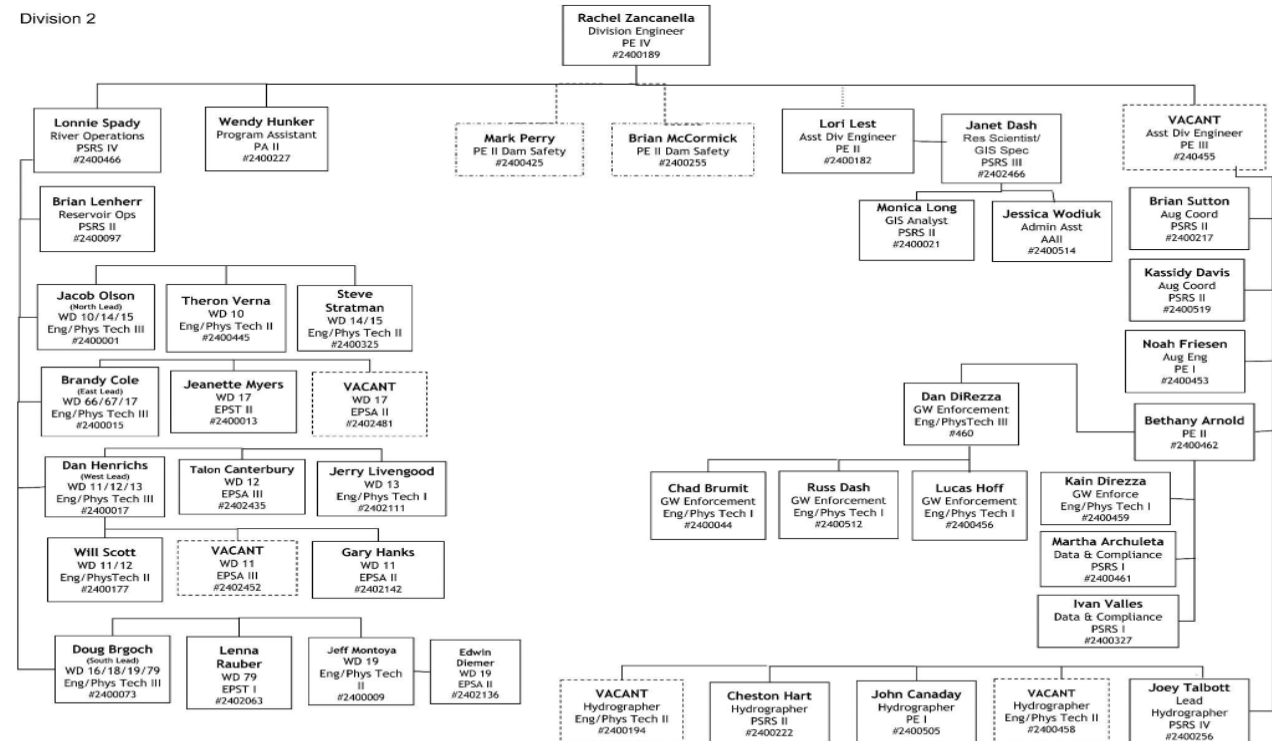 Division 2
Rachel Zancanella
Division Engineer
PE IV
#2400189
Lonnie Spady
River Operations
PSRS IV
#2400466
Wendy Hunker
Program Assistant
PA II
#2400227
Mark Perry
PE II Dam Safety
#2400425
Brian McCormick
PE II Dam Safety
#2400255
Lori Lest
Asst Div Engineer
PE II
#2400182
Janet Dash
Res Scientist/
GIS Spec
PSRS III
#2402466
VACANT
Asst Div Engineer
PE III
#240455
Brian Lenherr
Reservoir Ops
PSRS II
#2400097
Monica Long
GIS Analyst
PSRS II
#2400021
Jessica Wodiuk
Admin Asst
AAII
#2400514
Brian Sutton
Aug Coord
PSRS II
#2400217
Kassidy Davis
Aug Coord
PSRS II
#2400519
Jacob Olson
(North Lead)
WD 10/14/15
Eng/Phys Tech III
#2400001
Theron Verna
WD 10
Eng/Phys Tech II
#2400445
Steve
Stratman
WD 14/15
Eng/Phys Tech II
#2400325
Noah Friesen
Aug Eng
PE I
#2400453
Brandy Cole
(East Lead)
WD 66/67/17
Eng/Phys Tech III
#2400015
Jeanette Myers
WD 17
EPST II
#2400013
VACANT
WD 17
EPSA II
#2402481
Dan DiRezza
GW Enforcement
Eng/PhysTech III
#460
Bethany Arnold
PE II
#2400462
Dan Henrichs
(West Lead)
WD 11/12/13
Eng/Phys Tech III
#2400017
Talon Canterbury
WD 12
EPSA III
#2402435
Jerry Livengood
WD 13
Eng/Phys Tech I
#2402111
Chad Brumit
GW Enforcement
Eng/Phys Tech I
#2400044
Russ Dash
GW Enforcement
Eng/Phys Tech I
#2400512
Lucas Hoff
GW Enforcement
Eng/Phys Tech I
#2400456
Kain Direzza
GW Enforce
Eng/Phys Tech I
#2400459
Will Scott
WD 11/12
Eng/PhysTech II
#2400177
VACANT
WD 11
EPSA III
#2402452
Gary Hanks
WD 11
EPSA II
#2402142
Martha Archuleta
Data & Compliance
PSRS I
#2400461
Ivan Valles
Data & Compliance
PSRS I
#2400327
Doug Brgoch
(South Lead)
WD 16/18/19/79
Eng/Phys Tech III
#2400073
Lenna
Rauber
WD 79
EPST I
#2402063
Jeff Montoya
WD 19
Eng/Phys Tech
II
#2400009
Edwin
Diemer
WD 19
EPSA II
#2402136
VACANT
Hydrographer
Eng/Phys Tech II
#2400194
Cheston Hart
Hydrographer
PSRS II
#2400222
John Canaday
Hydrographer
PE I
#2400505
VACANT
Hydrographer
Eng/Phys Tech II
#2400458
Joey Talbott
Lead
Hydrographer
PSRS IV
#2400256